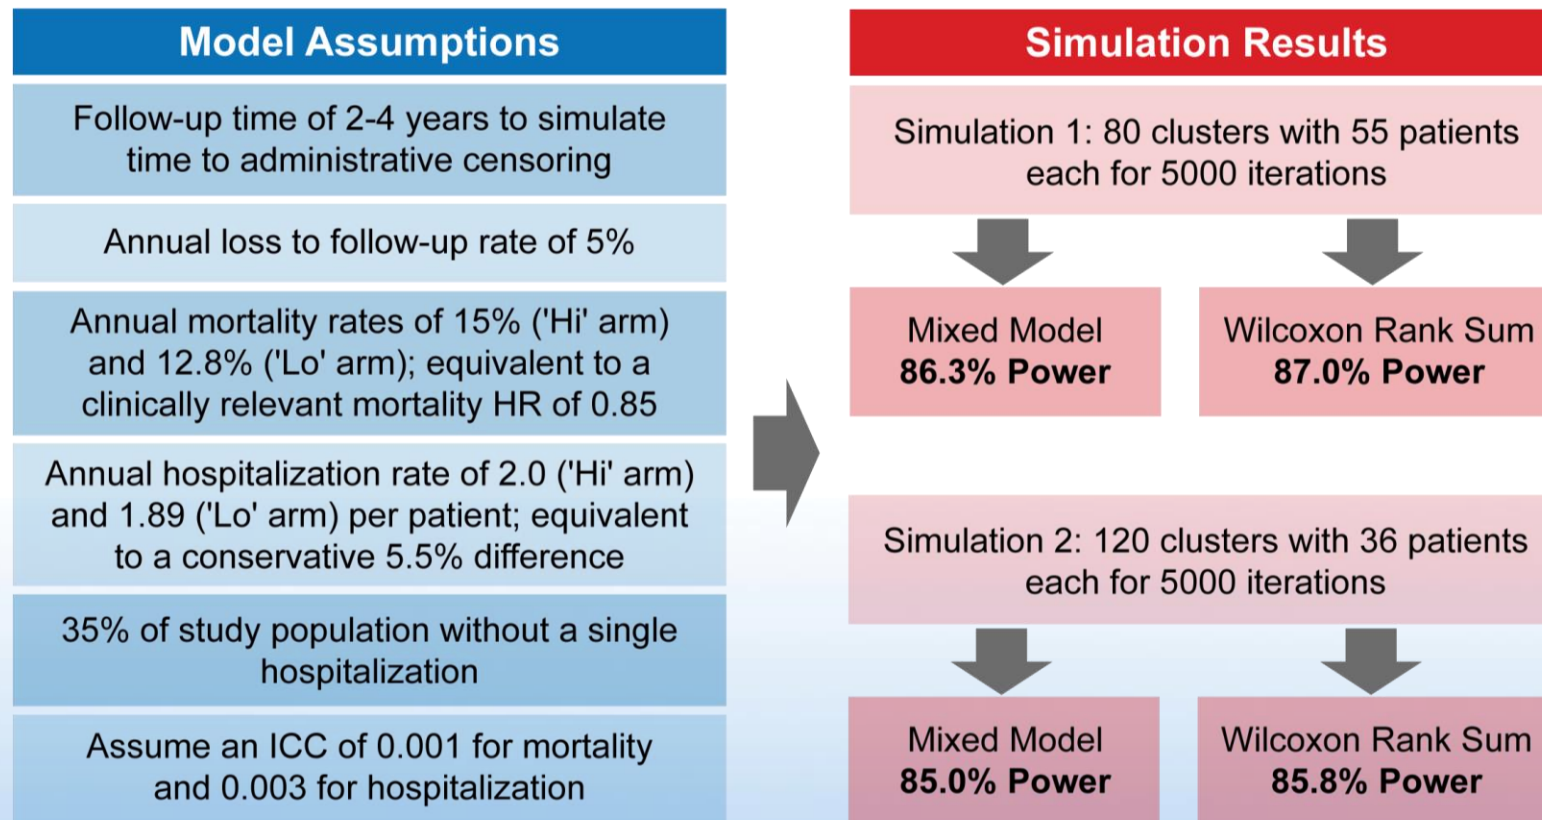 Model Assumptions
Follow-up time of 2-4 years to simulate
time to administrative censoring
Annual loss to follow-up rate of 5%
Annual mortality rates of 15% ('Hi' arm)
and 12.8% ('Lo' arm); equivalent to a
clinically relevant mortality HR of 0.85
Annual hospitalization rate of 2.0 ('Hi' arm)
and 1.89 ('Lo' arm) per patient; equivalent
to a conservative 5.5% difference
35% of study population without a single
hospitalization
Assume an ICC of 0.001 for mortality
and 0.003 for hospitalization
Simulation Results
Simulation 1: 80 clusters with 55 patients
each for 5000 iterations
Mixed Model
86.3% Power
Wilcoxon Rank Sum
87.0% Power
Simulation 2: 120 clusters with 36 patients
each for 5000 iterations
Mixed Model
85.0% Power
Wilcoxon Rank Sum
85.8% Power